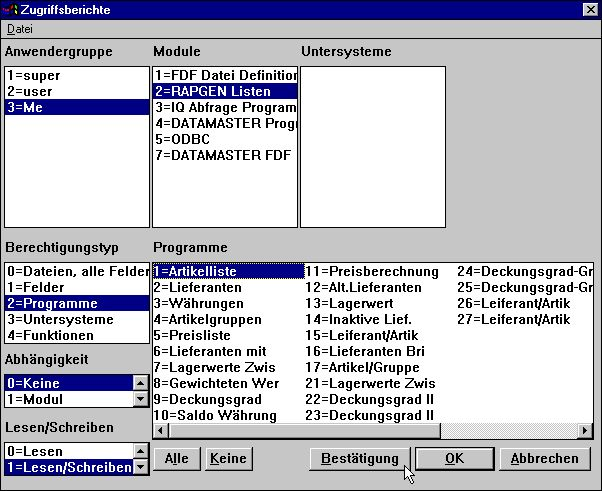 Zugriffsberichte
Datei
Anwendergruppe
1=super
2=user
3=Me
Module
1=FDF Datei Definition
2=RAPGEN Listen
3=IQ Abfrage Program
4=DATAMASTER Prog
5=ODBC
7=DATAMASTER FDF
Untersysteme
Berechtigungstyp
0=Dateien, alle Felder
1=Felder
2=Programme
3=Untersysteme
4=Funktionen
Abhängigkeit
0=Keine
1=Modul
Lesen/Schreiben
0=Lesen
1=Lesen/Schreiben
Programme
1=Artikelliste
2=Lieferanten
3=Währungen
4=Artikelgruppen
5=Preisliste
6=Lieferanten mit
7=Lagerwerte Zwis
8=Gewichteten Wer
9=Deckungsgrad
10=Saldo Währung
11=Preisberechnung
12=Alt.Lieferanten
13=Lagerwert
14=Inaktive Lief.
15=Leiferant/Artik
16=Lieferanten Bri
17=Artikel/Gruppe
21=Lagerwerte Zwis
22=Deckungsgrad II
23=Deckungsgrad II
24=Deckungsgrad-Gr
25=Deckungsgrad-Gr
26=Leiferant/Artik
27=Leiferant/Artik
Alle
Keine
Bestätigung
OK
Abbrechen